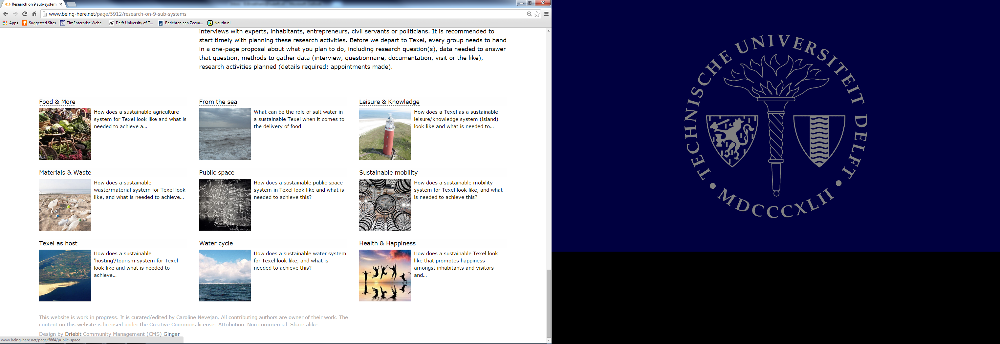 Research on 9 sub-system
www.being-here.net/page/5912/research-on-9-sub-systems
Apps
Suggested Sites
TimEnterprise Webc...
Delft University of T...
Berichten aan Zeeva...
Nautin.nl
interviews with experts, inhabitants, entrepreneurs, civil servants or politicians. It is recommended to
start timely with planning these research activities. Before we depart to Texel, every group needs to hand
in a one-page proposal about what you plan to do, including research question(s), data needed to answer
that question, methods to gather data (interview, questionnaire, documentation, visit or the like),
research activities planned (details required: appointments made).
Food & More
How does a sustainable agriculture
system for Texel look like and what is
needed to achieve a...
From the sea
What can be the role of salt water in
a sustainable Texel when it comes to
the delivery of food
Leisure & Knowledge
How does a Texel as a sustainable
leisure/knowledge system (island)
look like and what is needed to...
Materials & Waste
How does a sustainable
waste/material system for Texel look
like, and what is needed to achieve...
Public space
PUBLIC
SPACE
DEFENSE
How does a sustainable public space
system in Texel look like and what is
needed to achieve this?
Sustainable mobility
How does a sustainable mobility
system for Texel look like, and what
is needed to achieve this?
Texel as host
How does a sustainable
‘hosting’/tourism system for Texel
look like and what is needed to
achieve...
Water cycle
How does a sustainable water system
for Texel look like, and what is
needed to achieve this?
Health & Happiness
How does a sustainable Texel look
like that promotes happiness
amongst inhabitants and visitors
and...
This website is work in progress. It is curated/edited by Caroline Nevejan. All contributing authors are owner of their work. The
content on this website is licensed under the Creative Commons license: Attribution–Non commercial–Share alike.
Design by Driebit Community Management (CMS) Ginger
www.being-here.net/page/5864/public-space
TECHNISCHE UNIVERSITEIT DELFT
MDCCCXLII